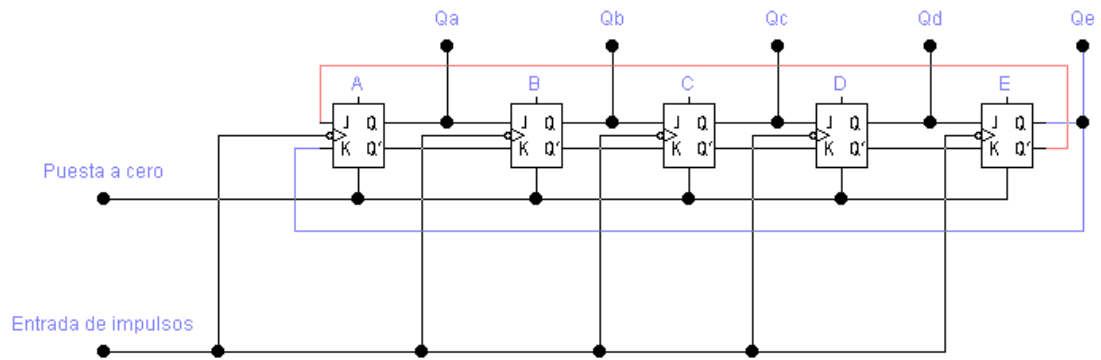 Qa Qb Qc Qd Qe
A B C D E
J Q J Q J Q J Q J Q
K Q' K Q' K Q' K Q' K Q'
Puesta a cero
Entrada de impulsos